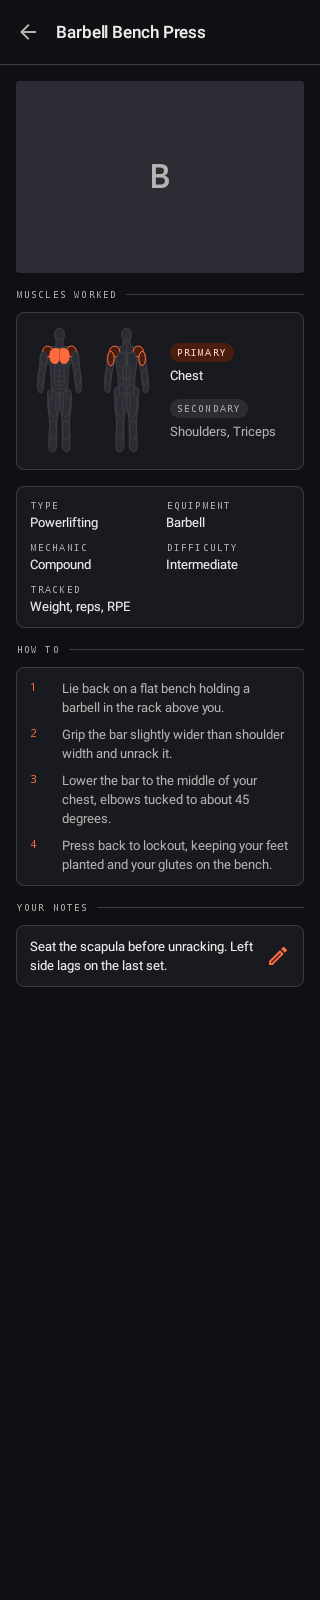 Barbell Bench Press
B
MUSCLES WORKED
PRIMARY
Chest
SECONDARY
Shoulders, Triceps
TYPE
Powerlifting
EQUIPMENT
Barbell
MECHANIC
Compound
DIFFICULTY
Intermediate
TRACKED
Weight, reps, RPE
HOW TO
1 Lie back on a flat bench holding a
barbell in the rack above you.
2 Grip the bar slightly wider than shoulder
width and unrack it.
3 Lower the bar to the middle of your
chest, elbows tucked to about 45
degrees.
4 Press back to lockout, keeping your feet
planted and your glutes on the bench.
YOUR NOTES
Seat the scapula before unracking. Left
side lags on the last set.